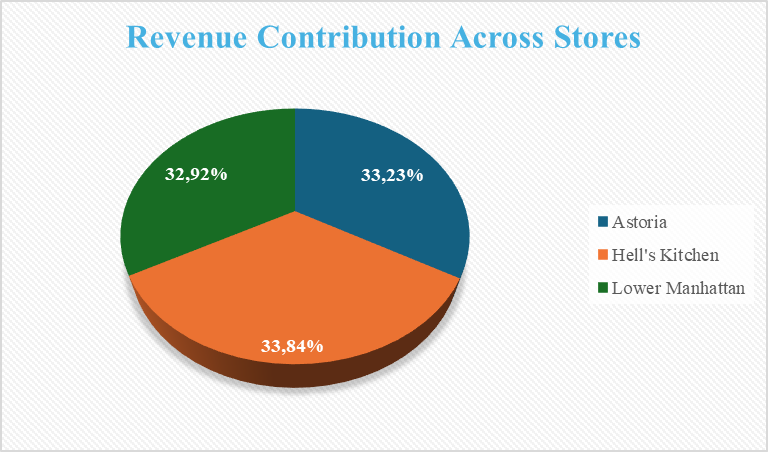 Revenue Contribution Across Stores
32,92%
33,23%
33,84%
Astoria
Hell's Kitchen
Lower Manhattan